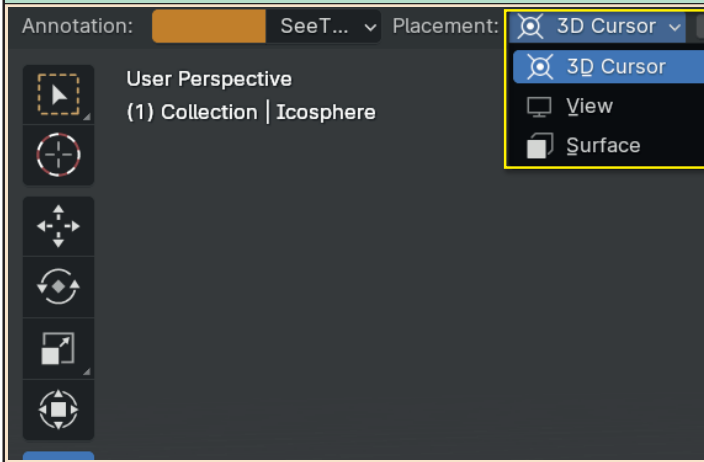 Annotation: SeeT... Placement: 3D Cursor
3D Cursor
User Perspective
View
(1) Collection | Icosphere
Surface